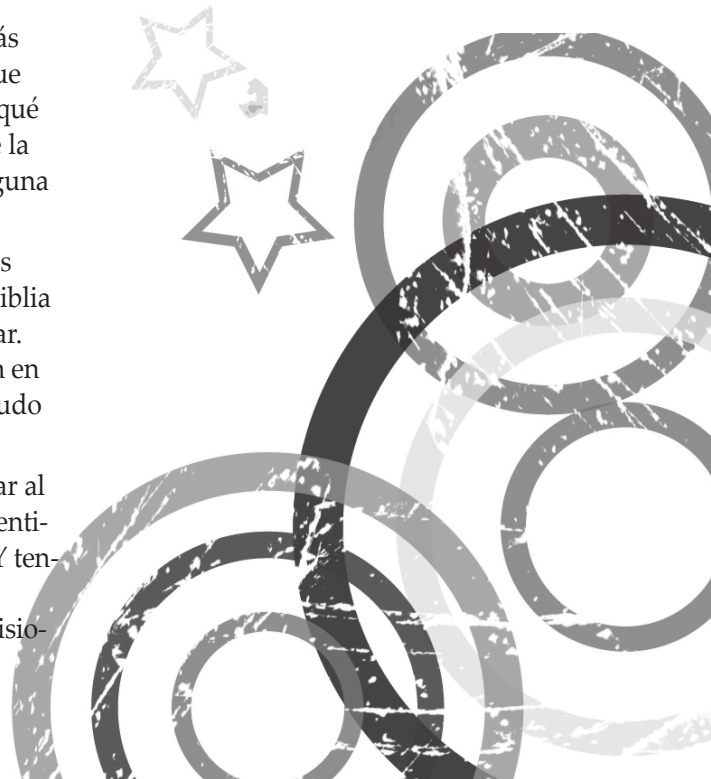 ás
ue
qué
e la
guna
s
iblia
ar.
n en
udo
ar al
enti-
Y ten-
isio-